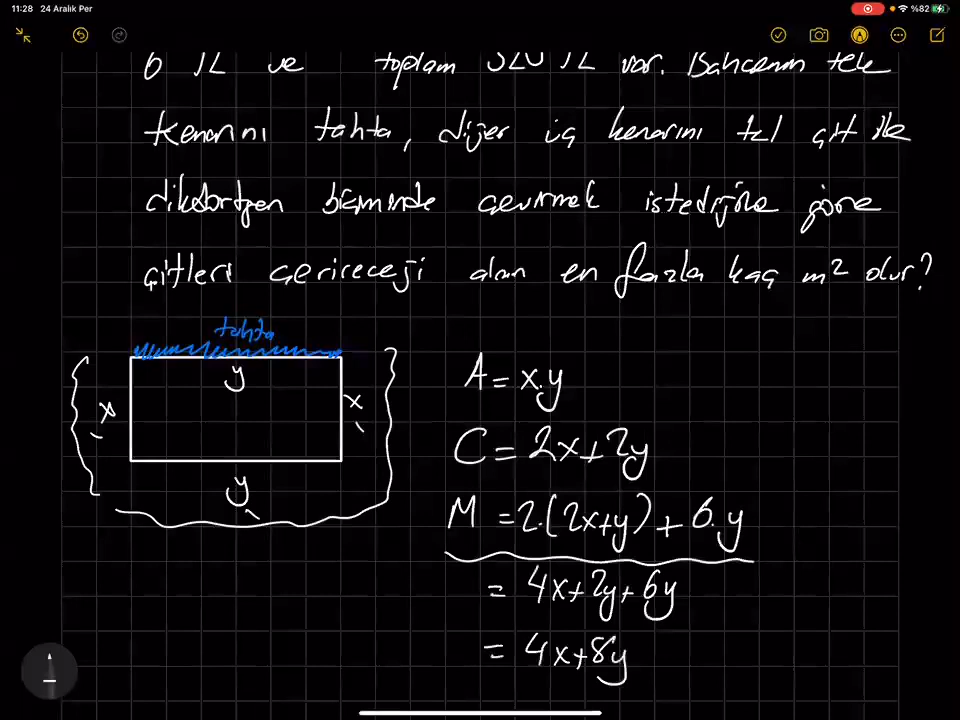 11:28 24 Aralık Per %82
6 TL ve toplam TL var. Bahçenin tek
kenarını tahta, diğer üç kenarını tel çit ile
dikdörtgen biçiminde çevirmek istediğine göre
çitleri çevireceği alan en fazla kaç m² olur?
tahta
y
x
x
y
A = x.y
C = 2x+2y
M = 2.(2x+y) + 6.y
= 4x+2y+6y
= 4x+8y